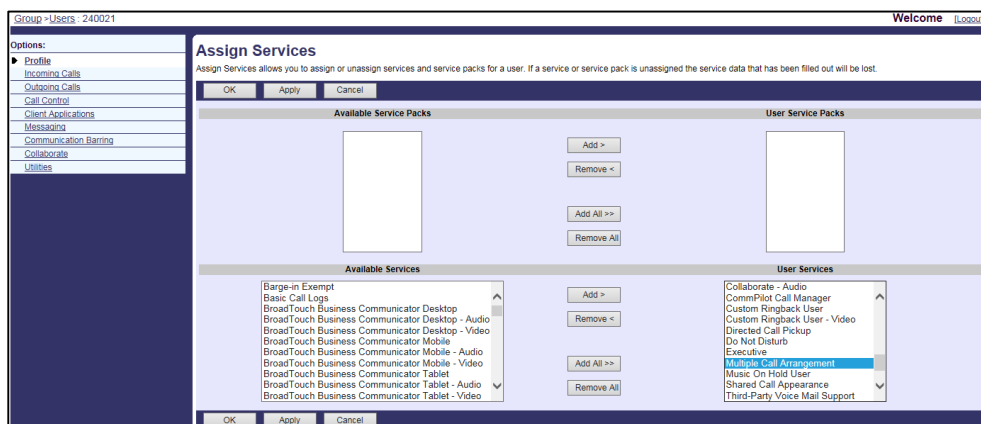 Group >Users : 240021
Welcome [Logout
Options:
Profile
Incoming Calls
Outgoing Calls
Call Control
Client Applications
Messaging
Communication Barring
Collaborate
Utilities
Assign Services
Assign Services allows you to assign or unassign services and service packs for a user. If a service or service pack is unassigned the service data that has been filled out will be lost.
OK Apply Cancel
Available Service Packs User Service Packs
Add >
Remove <
Add All >>
Remove All
Available Services User Services
Barge-in Exempt
Basic Call Logs
BroadTouch Business Communicator Desktop
BroadTouch Business Communicator Desktop - Audio
BroadTouch Business Communicator Desktop - Video
BroadTouch Business Communicator Mobile
BroadTouch Business Communicator Mobile - Audio
BroadTouch Business Communicator Mobile - Video
BroadTouch Business Communicator Tablet
BroadTouch Business Communicator Tablet - Audio
BroadTouch Business Communicator Tablet - Video
Add >
Remove <
Add All >>
Remove All
Collaborate - Audio
CommPilot Call Manager
Custom Ringback User
Custom Ringback User - Video
Directed Call Pickup
Do Not Disturb
Executive
Multiple Call Arrangement
Music On Hold User
Shared Call Appearance
Third-Party Voice Mail Support
OK Apply Cancel